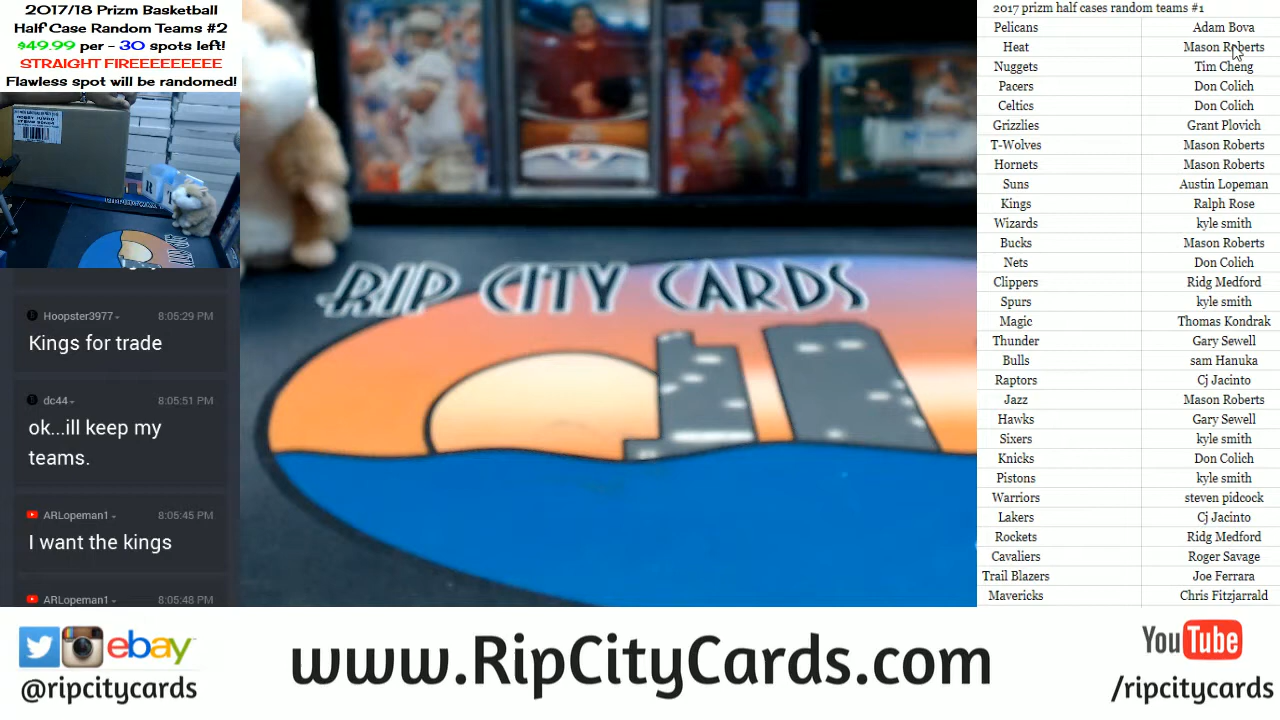 2017/18 Prizm Basketball
Half Case Random Teams #2
$49.99 per - 30 spots left!
STRAIGHT FIREEEEEEEEE
Flawless spot will be randomed!
Hoopster3977
8:05:29 PM
Kings for trade
dc44
8:05:51 PM
ok...ill keep my
teams.
ARLopeman1
8:05:45 PM
I want the kings
ARLopeman1
8:05:48 PM
RIP CITY CARDS
2017 prizm half cases random teams #1
Pelicans Adam Bova
Heat Mason Roberts
Nuggets Tim Cheng
Pacers Don Colich
Celtics Don Colich
Grizzlies Grant Plovich
T-Wolves Mason Roberts
Hornets Mason Roberts
Suns Austin Lopeman
Kings Ralph Rose
Wizards kyle smith
Bucks Mason Roberts
Nets Don Colich
Clippers Ridg Medford
Spurs kyle smith
Magic Thomas Kondrak
Thunder Gary Sewell
Bulls sam Hanuka
Raptors Cj Jacinto
Jazz Mason Roberts
Hawks Gary Sewell
Sixers kyle smith
Knicks Don Colich
Pistons kyle smith
Warriors steven pidcock
Lakers Cj Jacinto
Rockets Ridg Medford
Cavaliers Roger Savage
Trail Blazers Joe Ferrara
Mavericks Chris Fitzjarrald
ebay
@ripcitycards
www.RipCityCards.com
YouTube
/ripcitycards